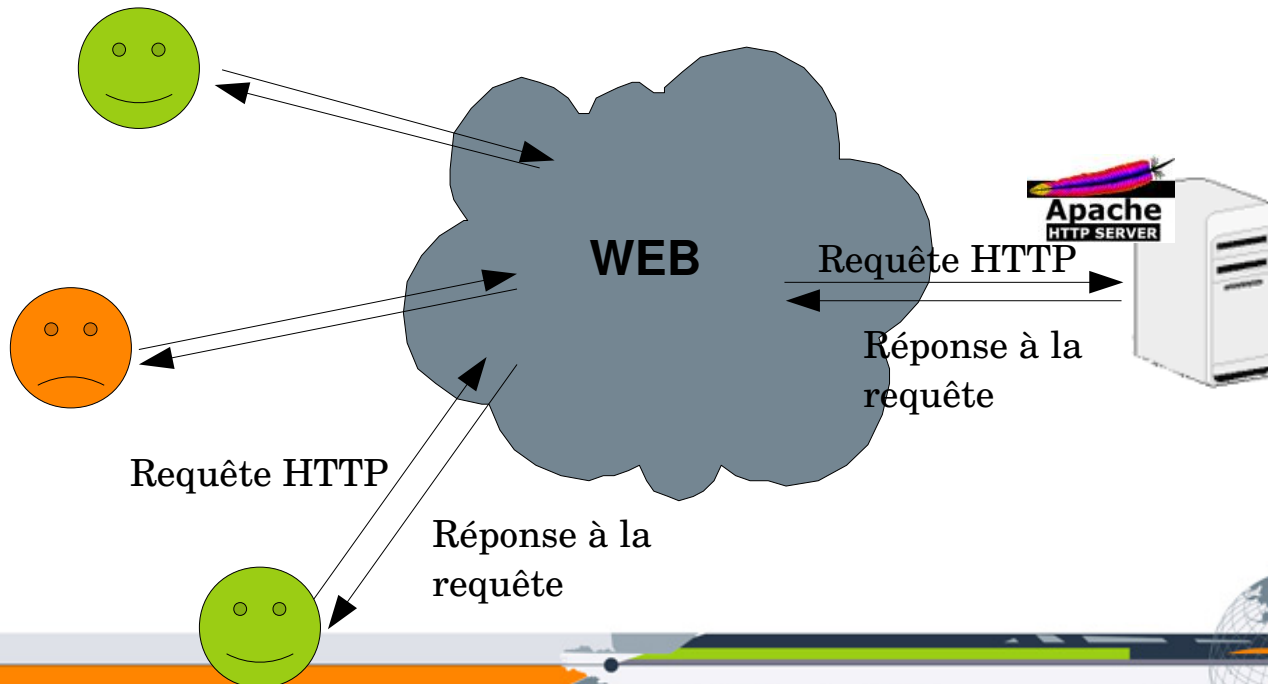 Apache
HTTP SERVER
WEB
Requête HTTP
Réponse à la
requête
Requête HTTP
Réponse à la
requête